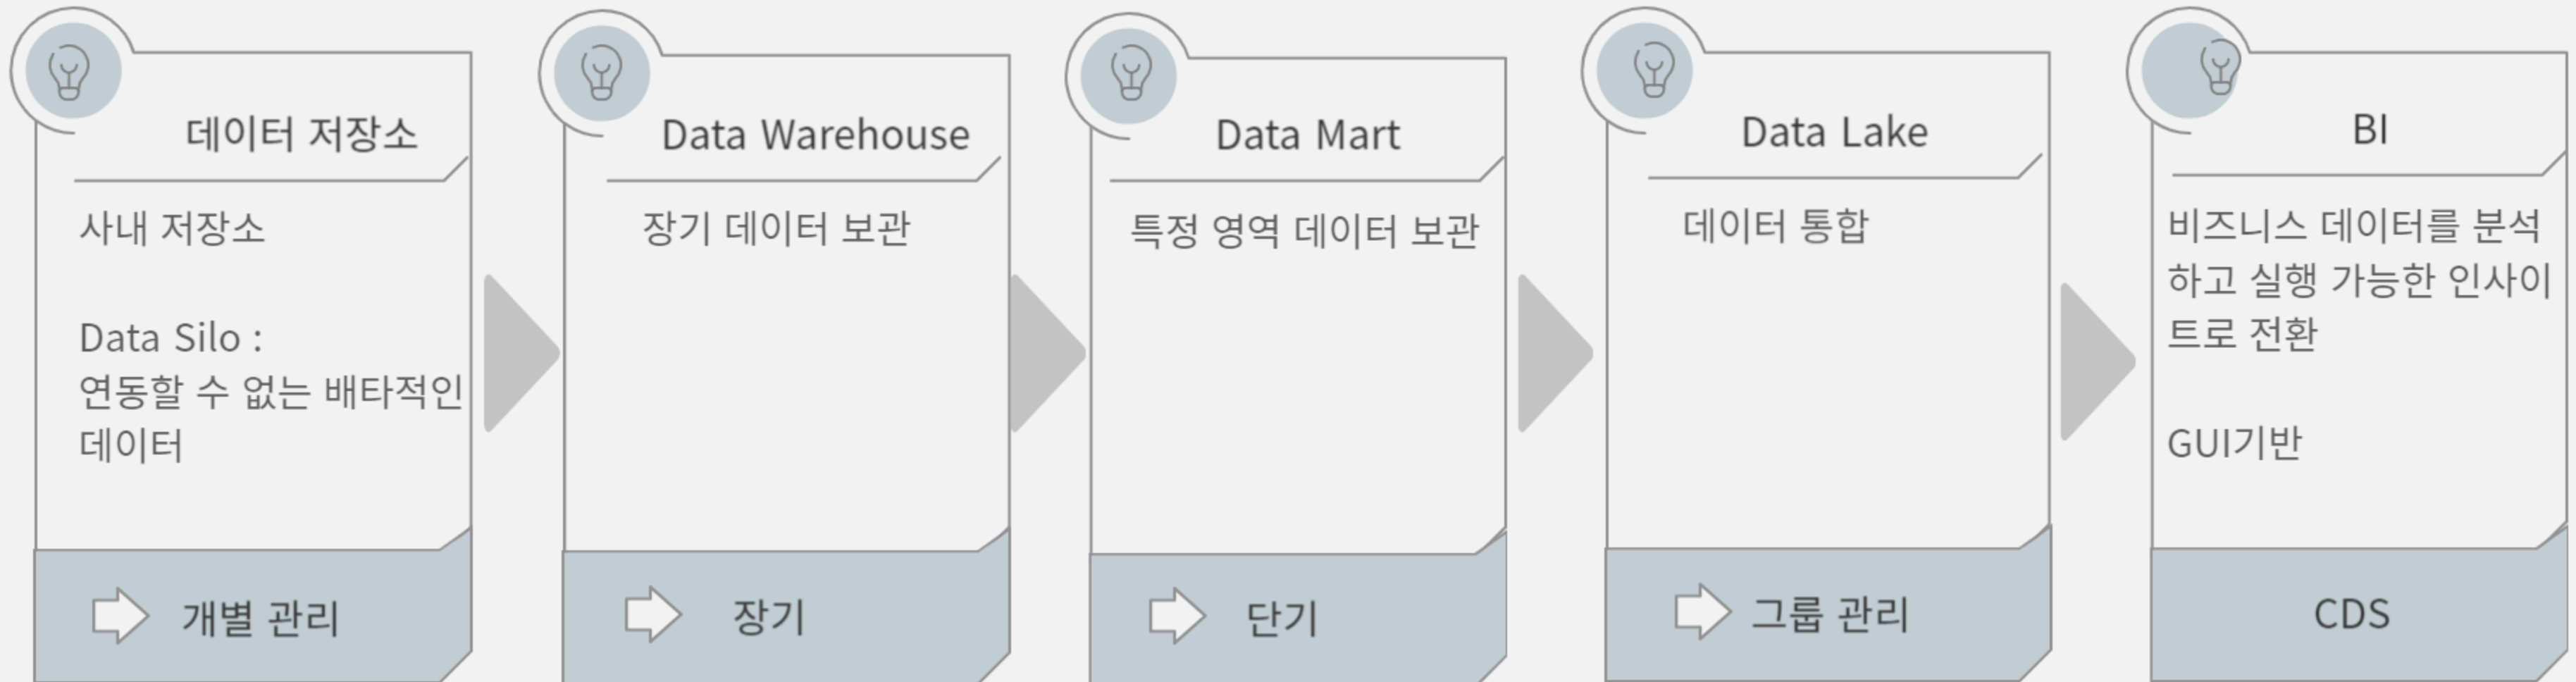 데이터 저장소
사내 저장소
Data Silo :
연동할 수 없는 배타적인
데이터
개별 관리
Data Warehouse
장기 데이터 보관
장기
Data Mart
특정 영역 데이터 보관
단기
Data Lake
데이터 통합
그룹 관리
BI
비즈니스 데이터를 분석
하고 실행 가능한 인사이
트로 전환
GUI기반
CDS